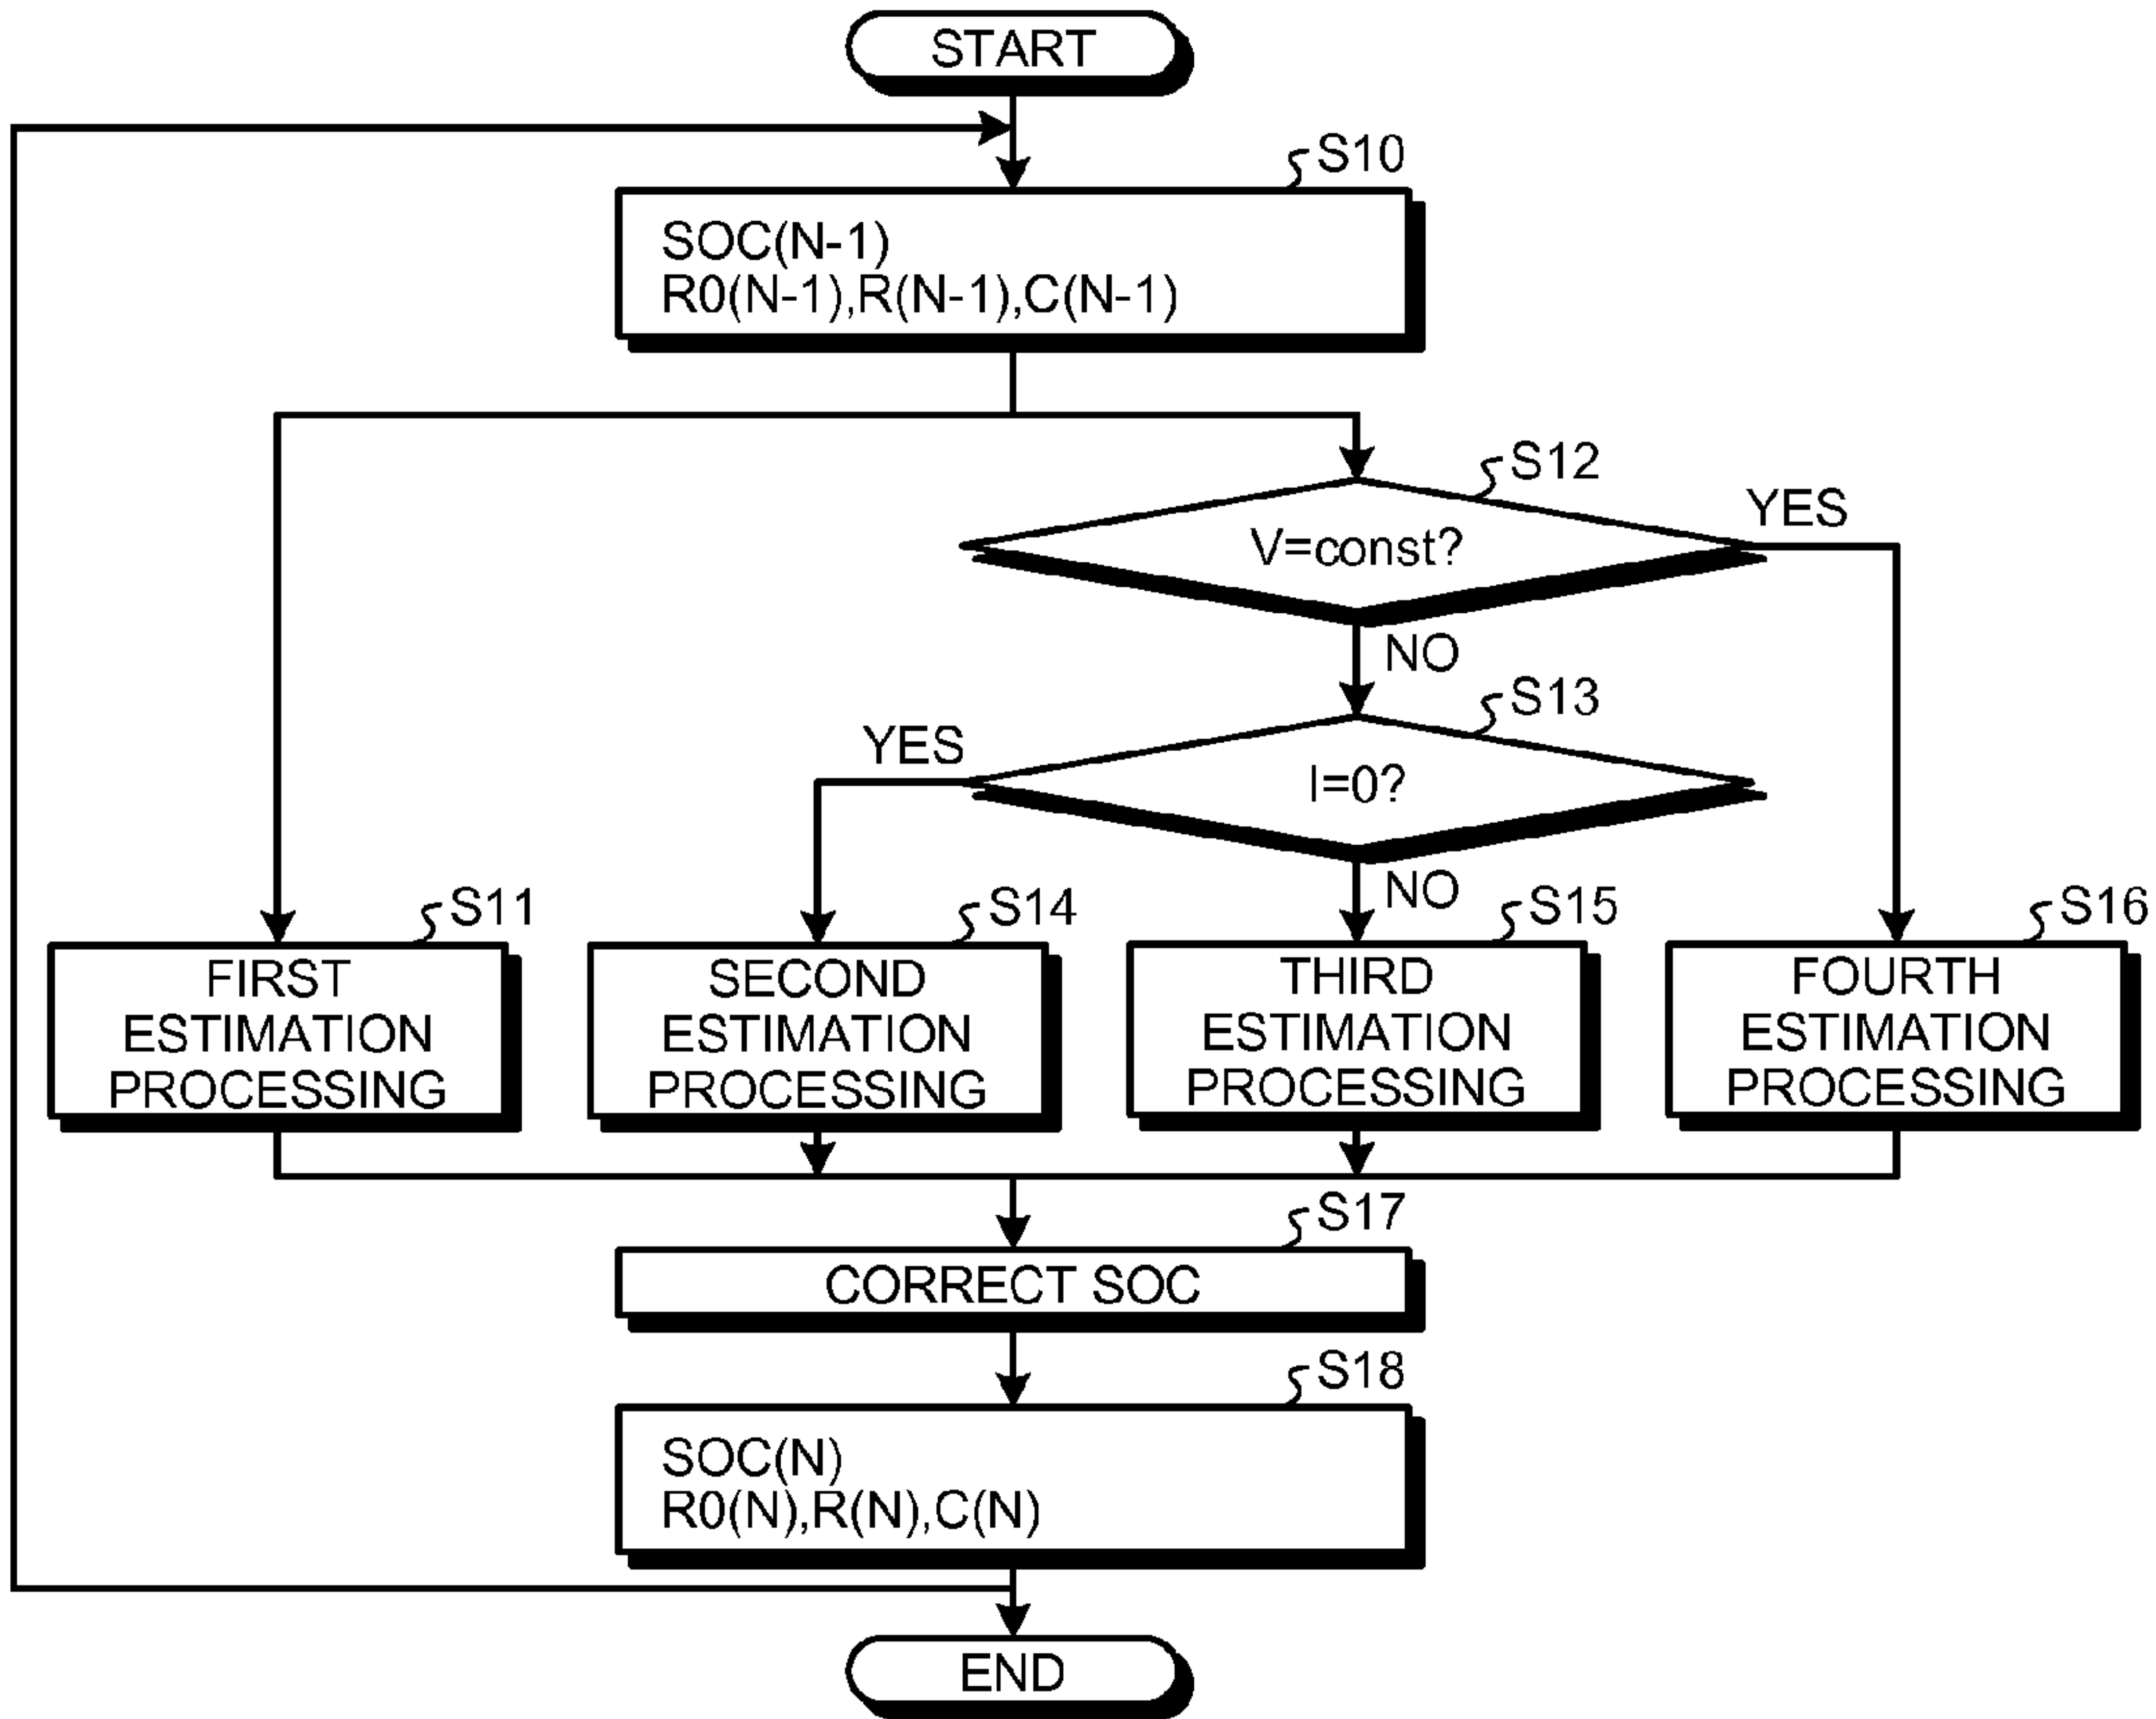 START
S10
SOC(N-1)
R0(N-1),R(N-1),C(N-1)
S12
V=const?
YES
NO
S13
I=0?
YES
NO
S11
FIRST
ESTIMATION
PROCESSING
S14
SECOND
ESTIMATION
PROCESSING
S15
THIRD
ESTIMATION
PROCESSING
S16
FOURTH
ESTIMATION
PROCESSING
S17
CORRECT SOC
S18
SOC(N)
R0(N),R(N),C(N)
END